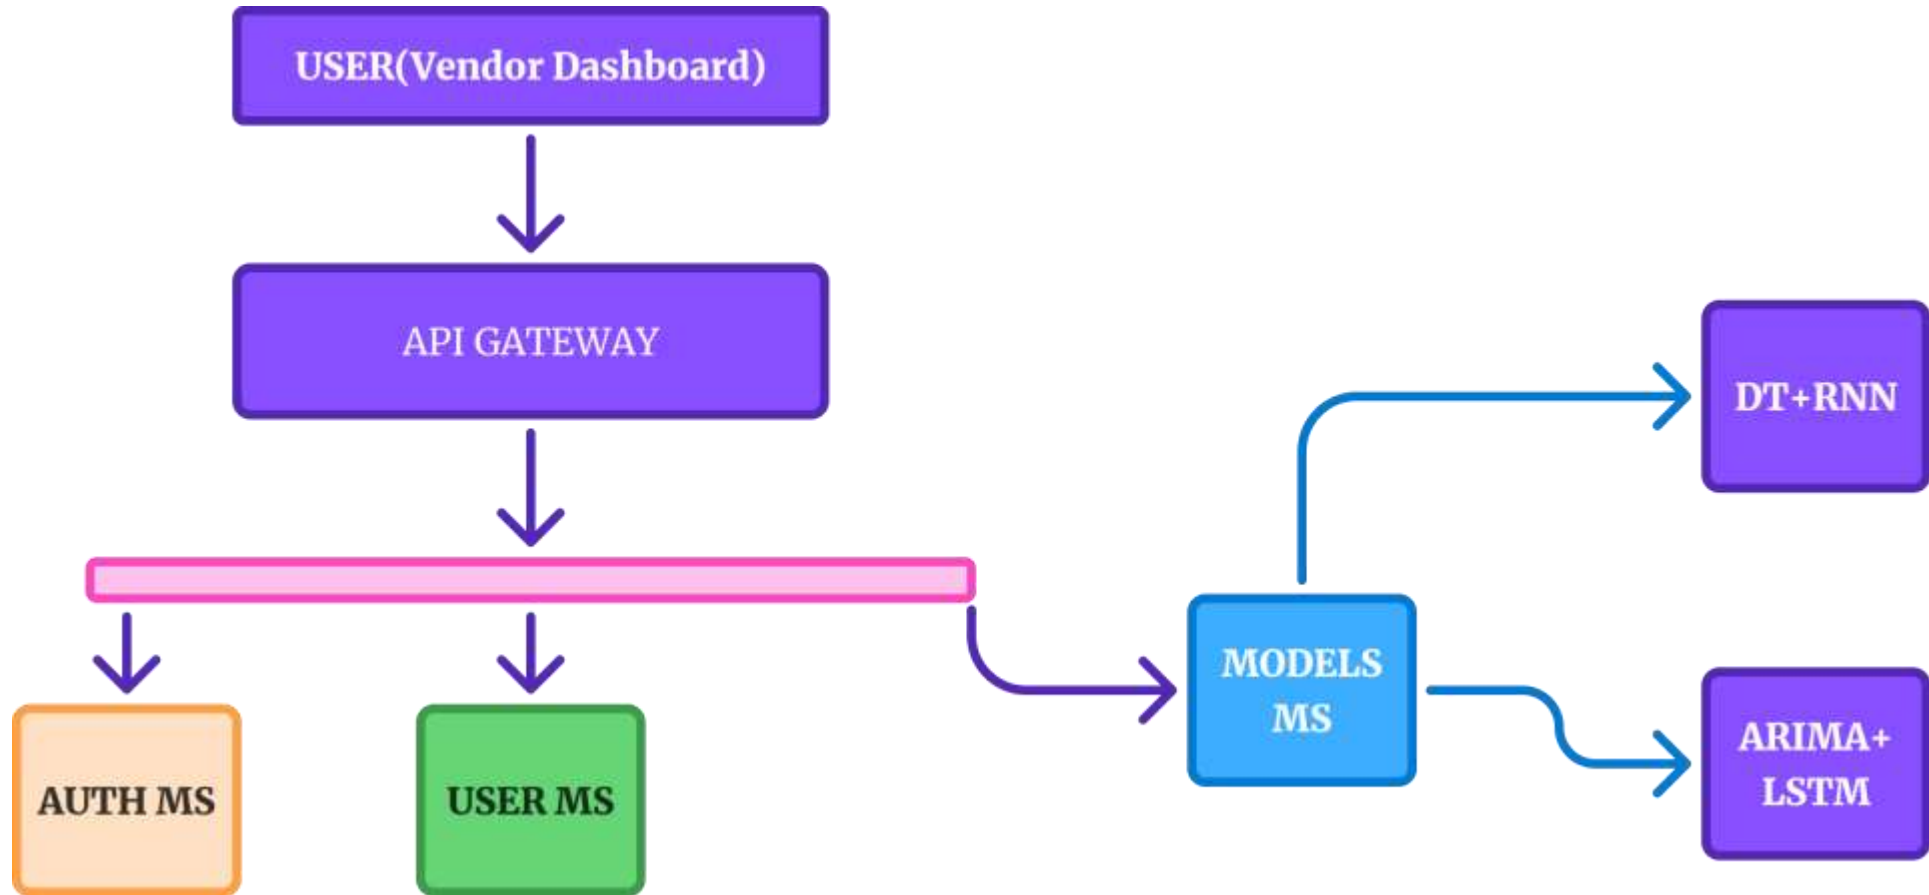 USER(Vendor Dashboard)
API GATEWAY
DT+RNN
MODELS
MS
ARIMA+
LSTM
AUTH MS
USER MS